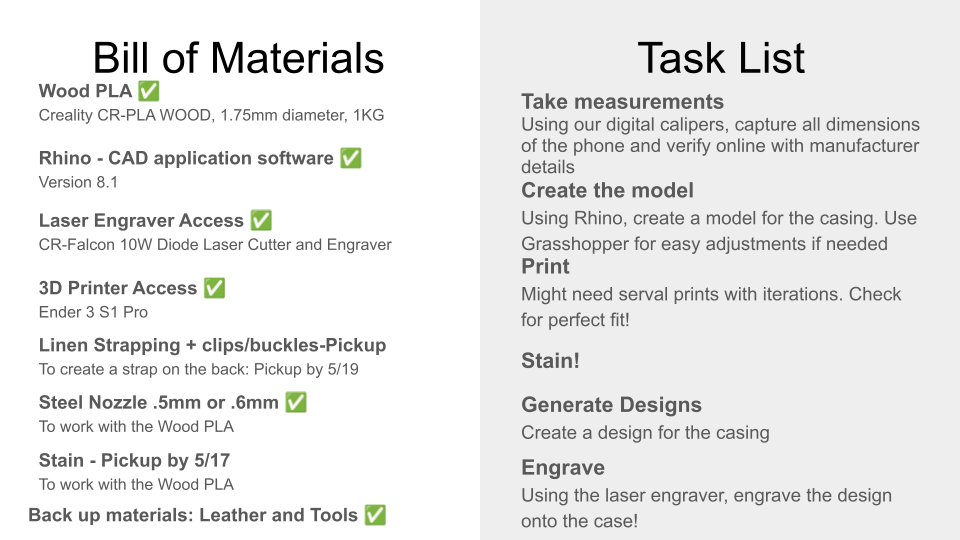 Bill of Materials
Wood PLA ✅
Creality CR-PLA WOOD, 1.75mm diameter, 1KG
Rhino - CAD application software ✅
Version 8.1
Laser Engraver Access ✅
CR-Falcon 10W Diode Laser Cutter and Engraver
3D Printer Access ✅
Ender 3 S1 Pro
Linen Strapping + clips/buckles-Pickup
To create a strap on the back: Pickup by 5/19
Steel Nozzle .5mm or .6mm ✅
To work with the Wood PLA
Stain - Pickup by 5/17
To work with the Wood PLA
Back up materials: Leather and Tools ✅
Task List
Take measurements
Using our digital calipers, capture all dimensions
of the phone and verify online with manufacturer
details
Create the model
Using Rhino, create a model for the casing. Use
Grasshopper for easy adjustments if needed
Print
Might need serval prints with iterations. Check
for perfect fit!
Stain!
Generate Designs
Create a design for the casing
Engrave
Using the laser engraver, engrave the design
onto the case!